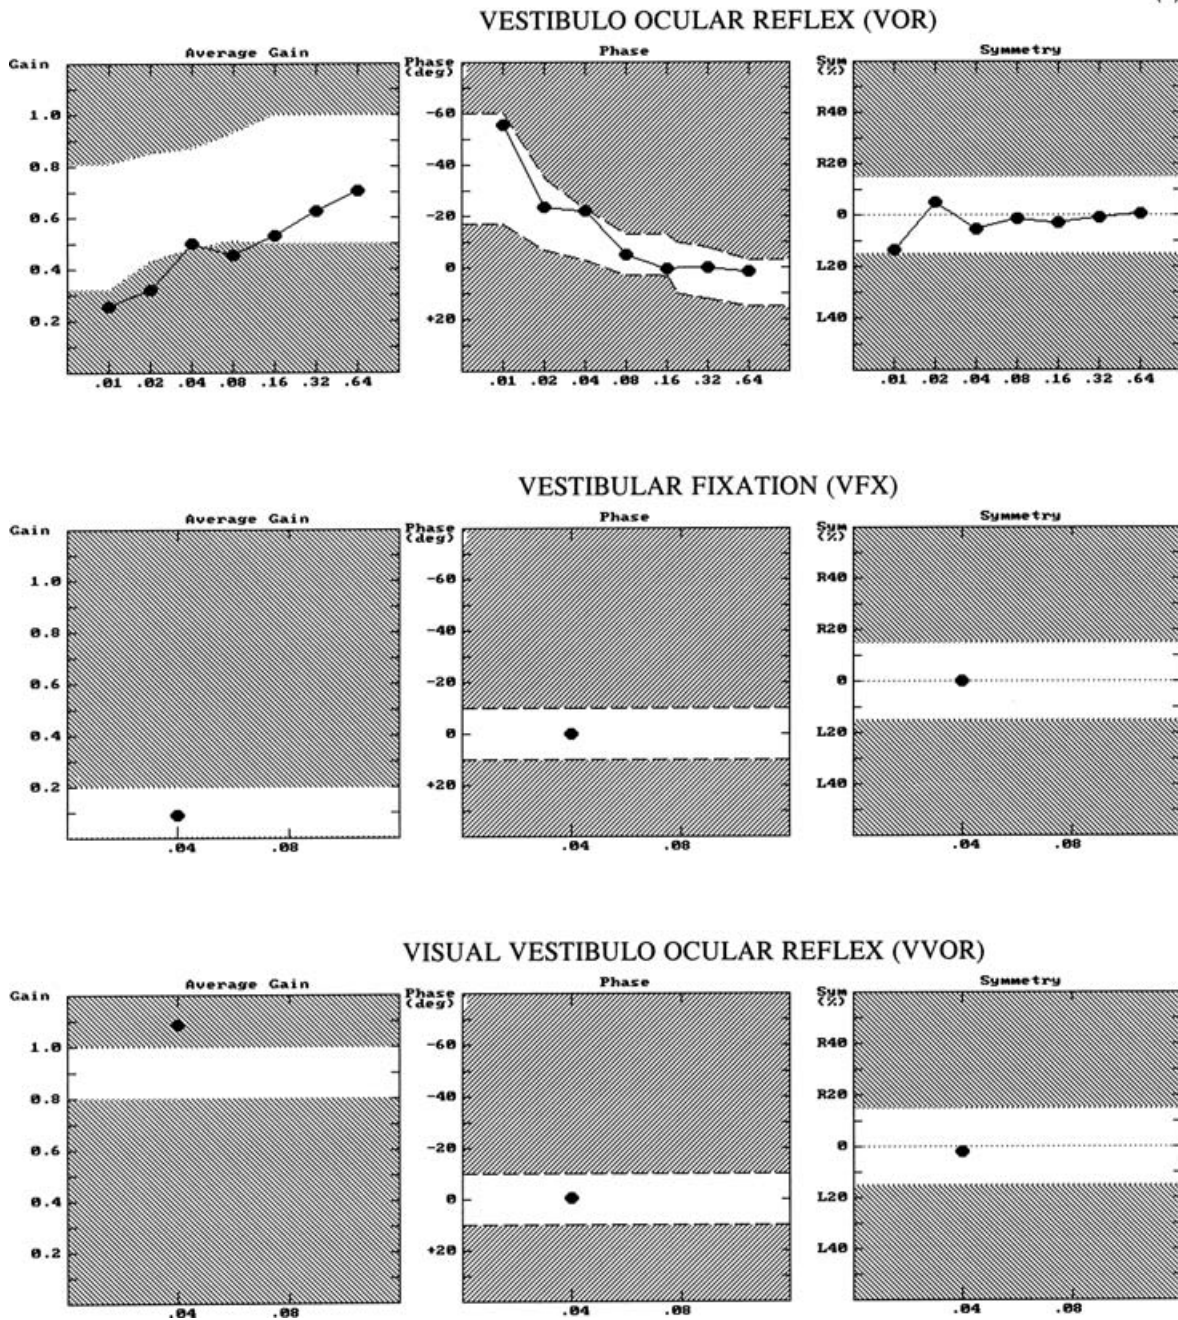 VESTIBULO OCULAR REFLEX (VOR)
Average Gain
Gain
1.0
0.8
0.6
0.4
0.2
.01 .02 .04 .08 .16 .32 .64
Phase
Phase
(deg)
-60
-40
-20
0
+20
.01 .02 .04 .08 .16 .32 .64
Symmetry
Sym
(%)
R40
R20
0
L20
L40
.01 .02 .04 .08 .16 .32 .64
VESTIBULAR FIXATION (VFX)
Average Gain
Gain
1.0
0.8
0.6
0.4
0.2
.04 .08
Phase
Phase
(deg)
-60
-40
-20
0
+20
.04 .08
Symmetry
Sym
(%)
R40
R20
0
L20
L40
.04 .08
VISUAL VESTIBULO OCULAR REFLEX (VVOR)
Average Gain
Gain
1.0
0.8
0.6
0.4
0.2
.04 .08
Phase
Phase
(deg)
-60
-40
-20
0
+20
.04 .08
Symmetry
Sym
(%)
R40
R20
0
L20
L40
.04 .08